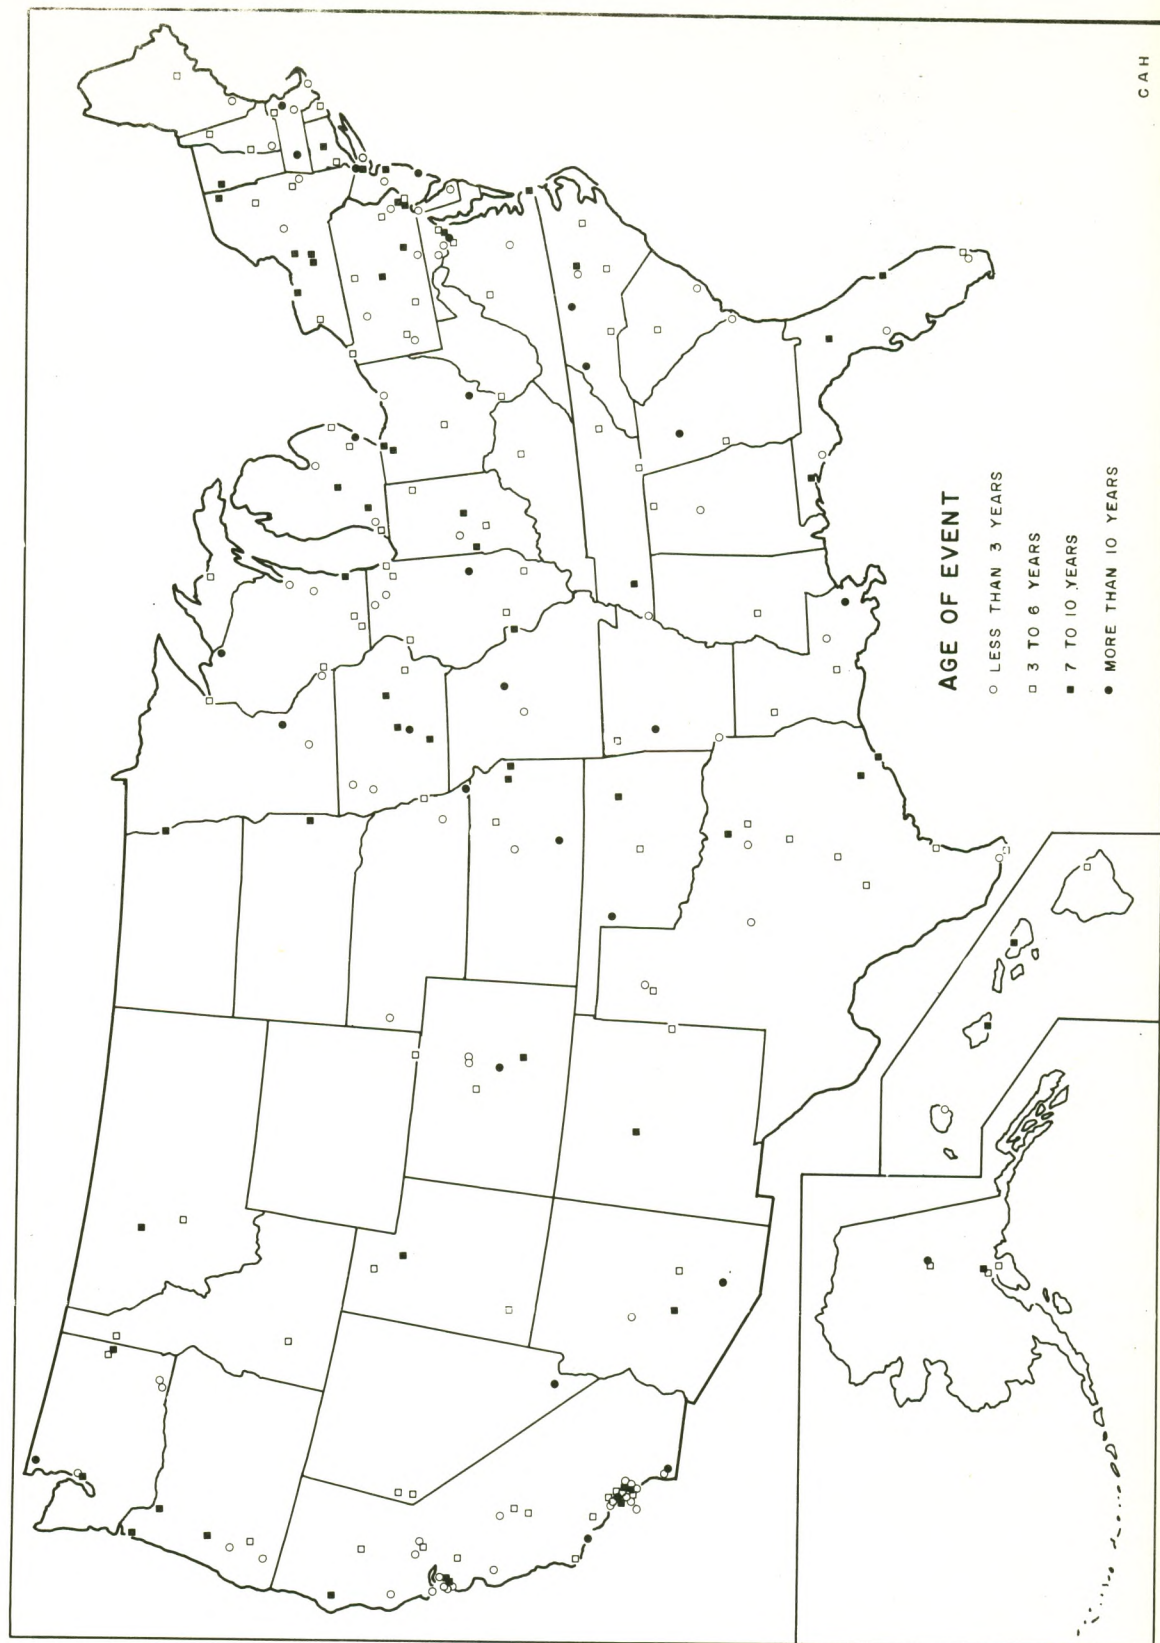 AGE OF EVENT
LESS THAN 3 YEARS
3 TO 6 YEARS
7 TO 10 YEARS
MORE THAN 10 YEARS
CAH